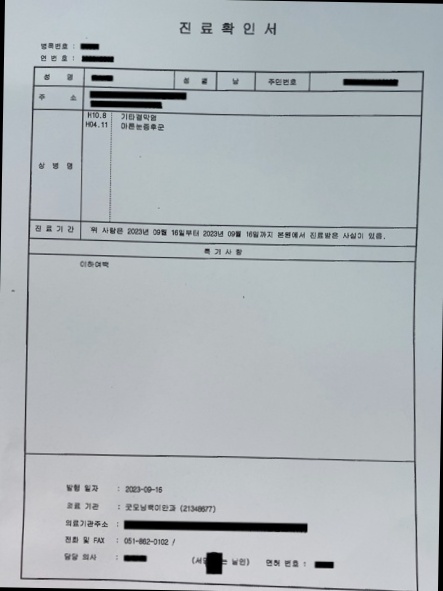 진 료 확 인 서
병록번호 :
연 번 호 :
성 명 성 별 남 주민번호
주 소
상 병 명
H10.8 기타결막염
H04.11 마른눈증후군
진료기간 위 사람은 2023년 09월 16일부터 2023년 09월 16일까지 본원에서 진료받은 사실이 있음.
특기사항
이하여백
발행 일자 : 2023-09-16
진료 기관 : 굿모닝백이안과 (21348677)
의료기관주소 :
전화 및 FAX : 051-862-0102 /
담당 의사 : (서명 는 날인) 면허 번호 :